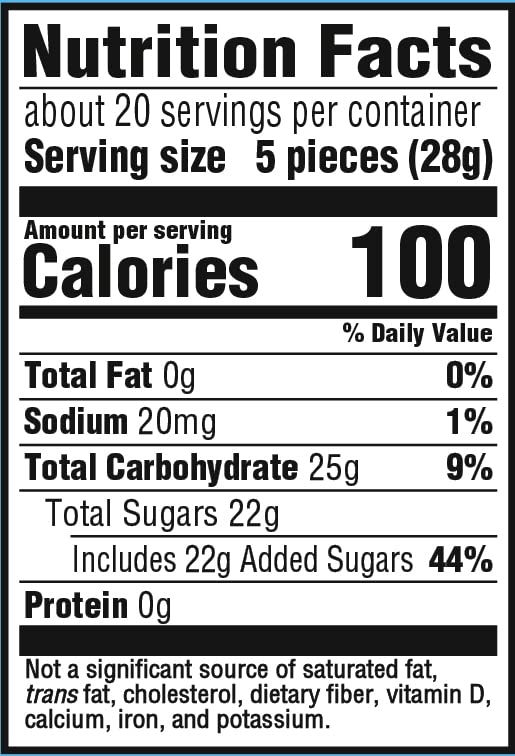 Nutrition Facts
about 20 servings per container
Serving size 5 pieces (28g)
Amount per serving
Calories 100
% Daily Value
Total Fat 0g 0%
Sodium 20mg 1%
Total Carbohydrate 25g 9%
Total Sugars 22g
Includes 22g Added Sugars 44%
Protein 0g
Not a significant source of saturated fat,
trans fat, cholesterol, dietary fiber, vitamin D,
calcium, iron, and potassium.